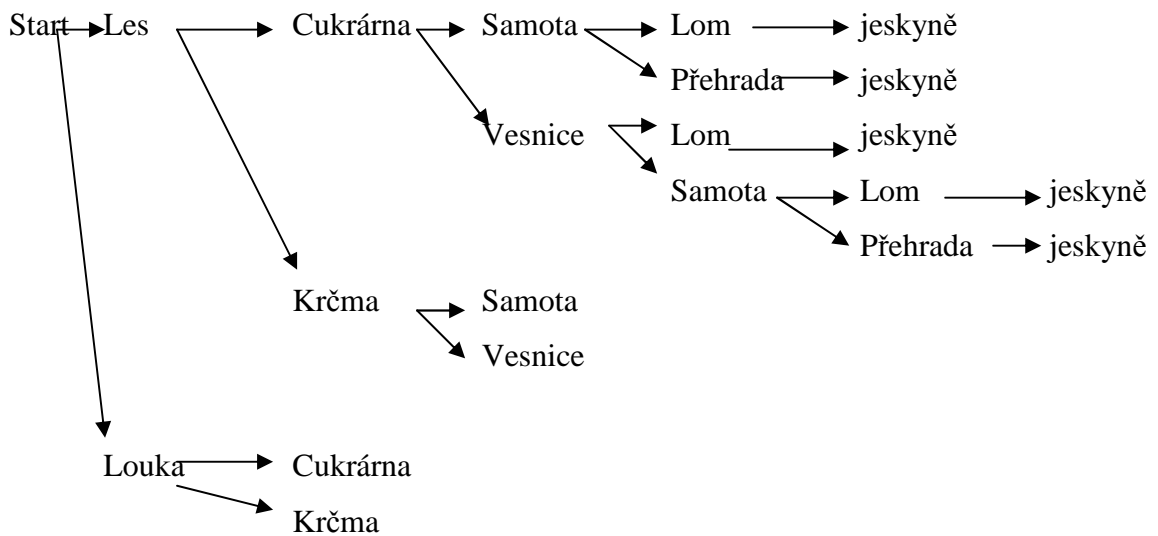 Start Les Cukrárna Samota Lom jeskyně
Přehrada jeskyně
Vesnice Lom jeskyně
Samota Lom jeskyně
Přehrada jeskyně
Krčma Samota
Vesnice
Louka Cukrárna
Krčma